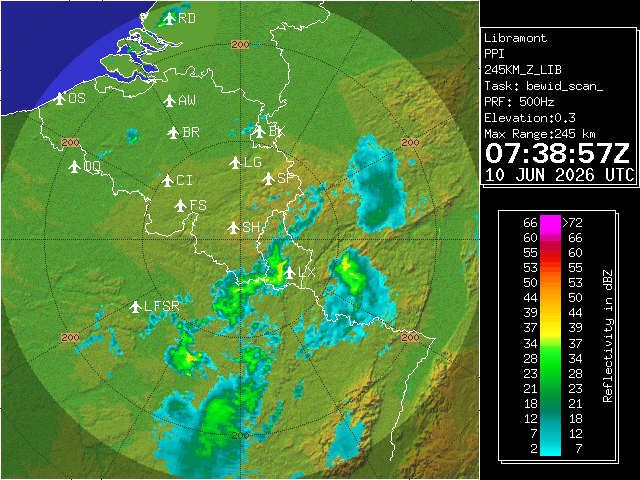 RD
200
OS
AW
BR
BK
200
200
OO
LG
CI
SP
FS
SH
LX
LFSR
200
200
200
Libramont
PPI
245KM_Z_LIB
Task: bewid_scan_
PRF: 500Hz
Elevation:0.3
Max Range:245 km
07:38:57Z
10 JUN 2026 UTC
66 >72
60 66
55 60
53 55
50 53
44 50
39 44
37 39
34 37
28 34
23 28
21 23
18 21
12 18
7 12
2 7
Reflectivity in dBZ